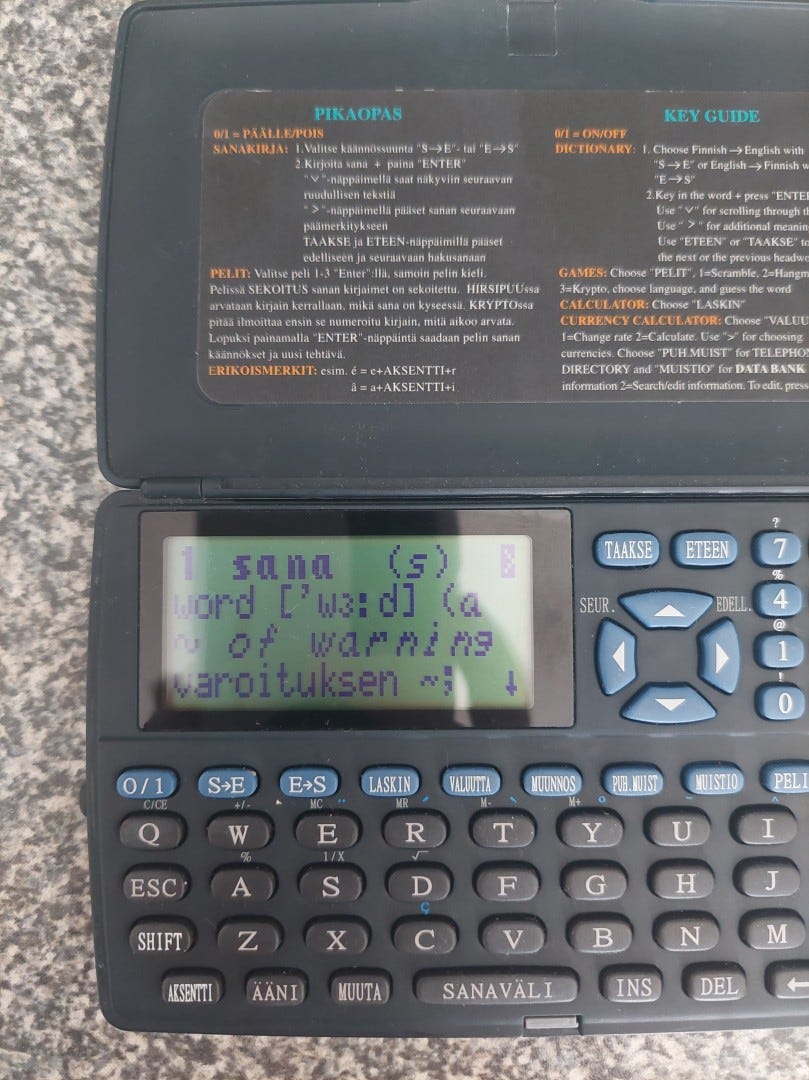 PIKAOPAS
0/1 = PÄÄLLE/POIS
SANAKIRJA: 1.Valitse käännössuunta "S→E"- tai "E→S"
2.Kirjoita sana + paina "ENTER"
"∨"-näppäimellä saat näkyviin seuraavan
ruudullisen tekstiä
">"-näppäimellä pääset sanan seuraavaan
päämerkitykseen
TAAKSE ja ETEEN-näppäimillä pääset
edelliseen ja seuraavaan hakusanaan
PELIT: Valitse peli 1-3 "Enter":llä, samoin pelin kieli.
Pelissä SEKOITUS sanan kirjaimet on sekoitettu. HIRSIPUUssa
arvataan kirjain kerrallaan, mikä sana on kyseessä. KRYPTOssa
pitää ilmoittaa ensin se numeroitu kirjain, mitä aikoo arvata.
Lopuksi painamalla "ENTER"-näppäintä saadaan pelin sanan
käännökset ja uusi tehtävä.
ERIKOISMERKIT: esim. é = e+AKSENTTI+r
â = a+AKSENTTI+i
KEY GUIDE
0/1 = ON/OFF
DICTIONARY: 1. Choose Finnish→English with
"S→E" or English→Finnish w
"E→S"
2.Key in the word + press "ENTE
Use "∨" for scrolling through th
Use ">" for additional meanin
Use "ETEEN" or "TAAKSE" to
the next or the previous headwo
GAMES: Choose "PELIT", 1=Scramble, 2=Hangm
3=Krypto, choose language, and guess the word
CALCULATOR: Choose "LASKIN"
CURRENCY CALCULATOR: Choose "VALUU
1=Change rate 2=Calculate. Use ">" for choosing
currencies. Choose "PUH.MUIST" for TELEPHO
DIRECTORY and "MUISTIO" for DATA BANK
information 2=Search/edit information. To edit, press
1 sana (s)
word ['wɜ:d] (a
~ of warning
varoituksen ~; ↓
TAAKSE ETEEN ? 7
SEUR. EDELL. % 4
@ 1
! 0
0/1 S→E E→S LASKIN VALUUTTA MUUNNOS PUH.MUIST MUISTIO PELI
C/CE +/- MC ¨ MR ´ M- ` M+ ° ~ ^
Q W E R T Y U I
% 1/X √
ESC A S D F G H J
ç
SHIFT Z X C V B N M
AKSENTTI ÄÄNI MUUTA SANAVÄLI INS DEL ←